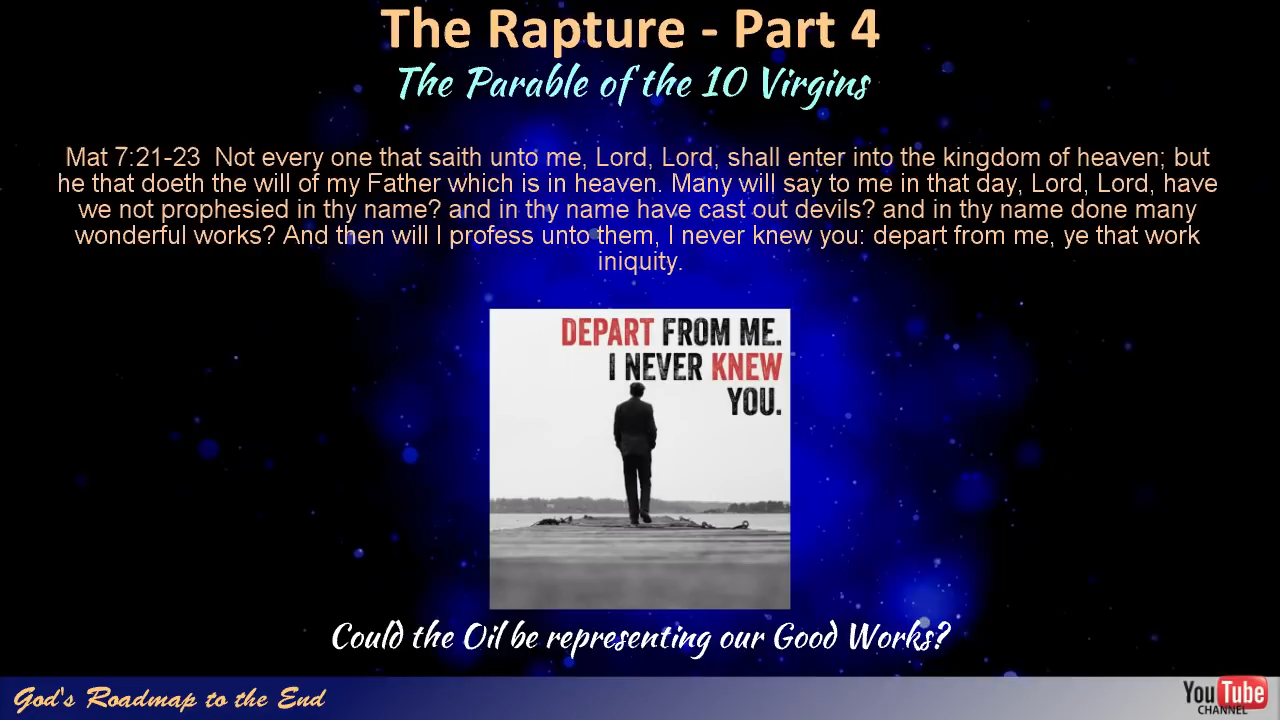 The Rapture - Part 4
The Parable of the 10 Virgins
Mat 7:21-23  Not every one that saith unto me, Lord, Lord, shall enter into the kingdom of heaven; but
he that doeth the will of my Father which is in heaven. Many will say to me in that day, Lord, Lord, have
we not prophesied in thy name? and in thy name have cast out devils? and in thy name done many
wonderful works? And then will I profess unto them, I never knew you: depart from me, ye that work
iniquity.
DEPART FROM ME.
I NEVER KNEW
YOU.
Could the Oil be representing our Good Works?
God's Roadmap to the End
YouTube
CHANNEL